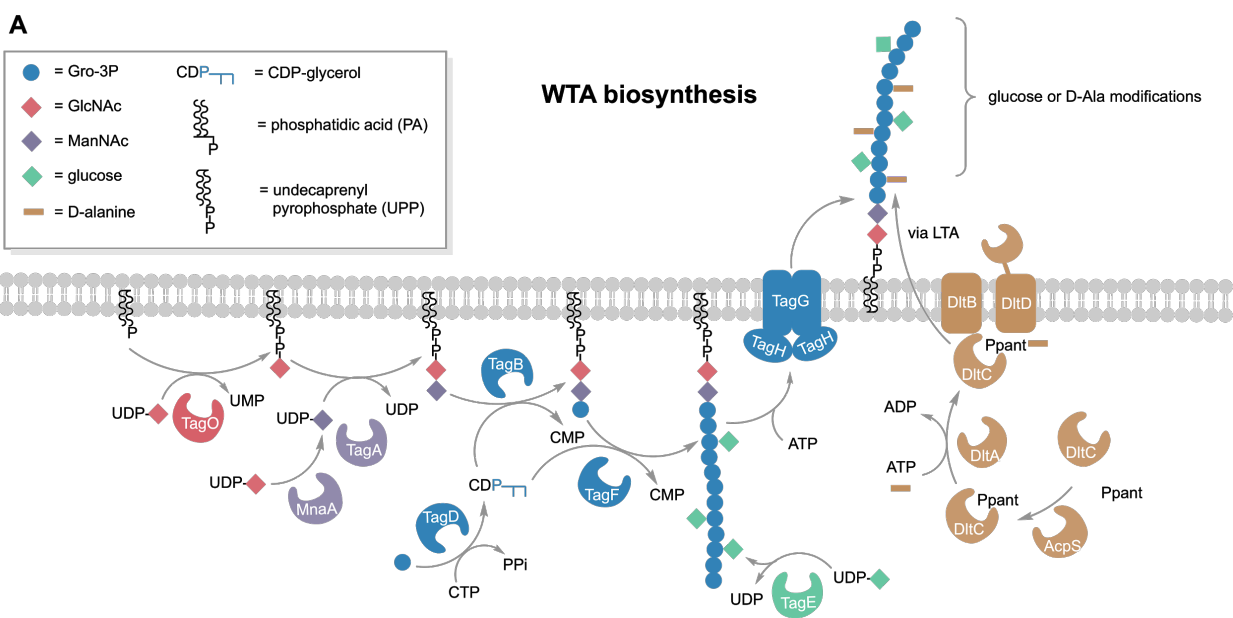 A
= Gro-3P
CDP = CDP-glycerol
= GlcNAc
P = phosphatidic acid (PA)
= ManNAc
= glucose
P
P
= undecaprenyl
pyrophosphate (UPP)
= D-alanine
WTA biosynthesis
glucose or D-Ala modifications
via LTA
P
P
TagG
TagH
TagH
DltB
DltD
Ppant
DltC
P
P
P
P
P
P
P
P
P
UDP-
UMP
TagO
UDP-
UDP
TagA
UDP-
MnaA
TagB
CMP
CDP
TagF
CMP
TagD
PPi
CTP
ATP
UDP
UDP-
TagE
ADP
ATP
DltA
DltC
Ppant
DltC
Ppant
AcpS